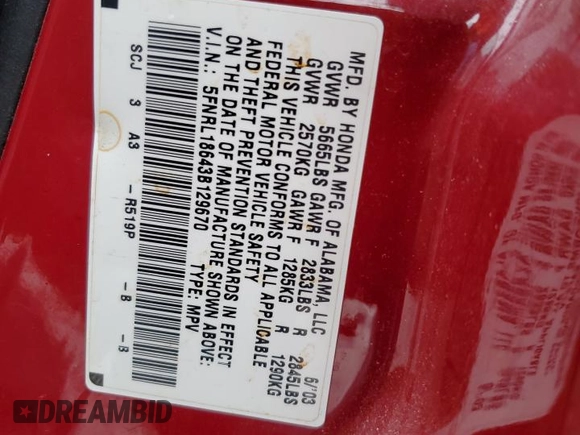 MFD. BY HONDA MFG. OF ALABAMA, LLC 6/'03
GVWR 5665LBS GAWR F 2833LBS R 2845LBS
GVWR 2570KG GAWR F 1285KG R 1290KG
THIS VEHICLE CONFORMS TO ALL APPLICABLE
FEDERAL MOTOR VEHICLE SAFETY
AND THEFT PREVENTION STANDARDS IN EFFECT
ON THE DATE OF MANUFACTURE SHOWN ABOVE.
V.I.N.: 5FNRL18643B129670 TYPE: MPV
SCJ 3 A3 - R519P - B - B
DREAMBID